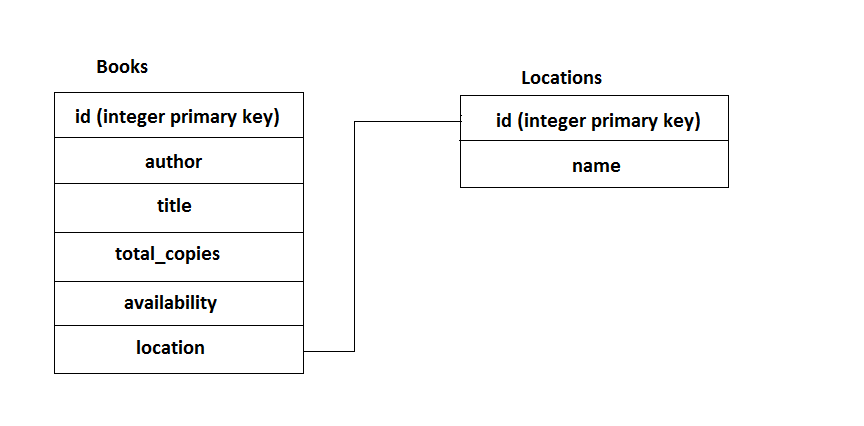 Books
id (integer primary key)
author
title
total_copies
availability
location
Locations
id (integer primary key)
name